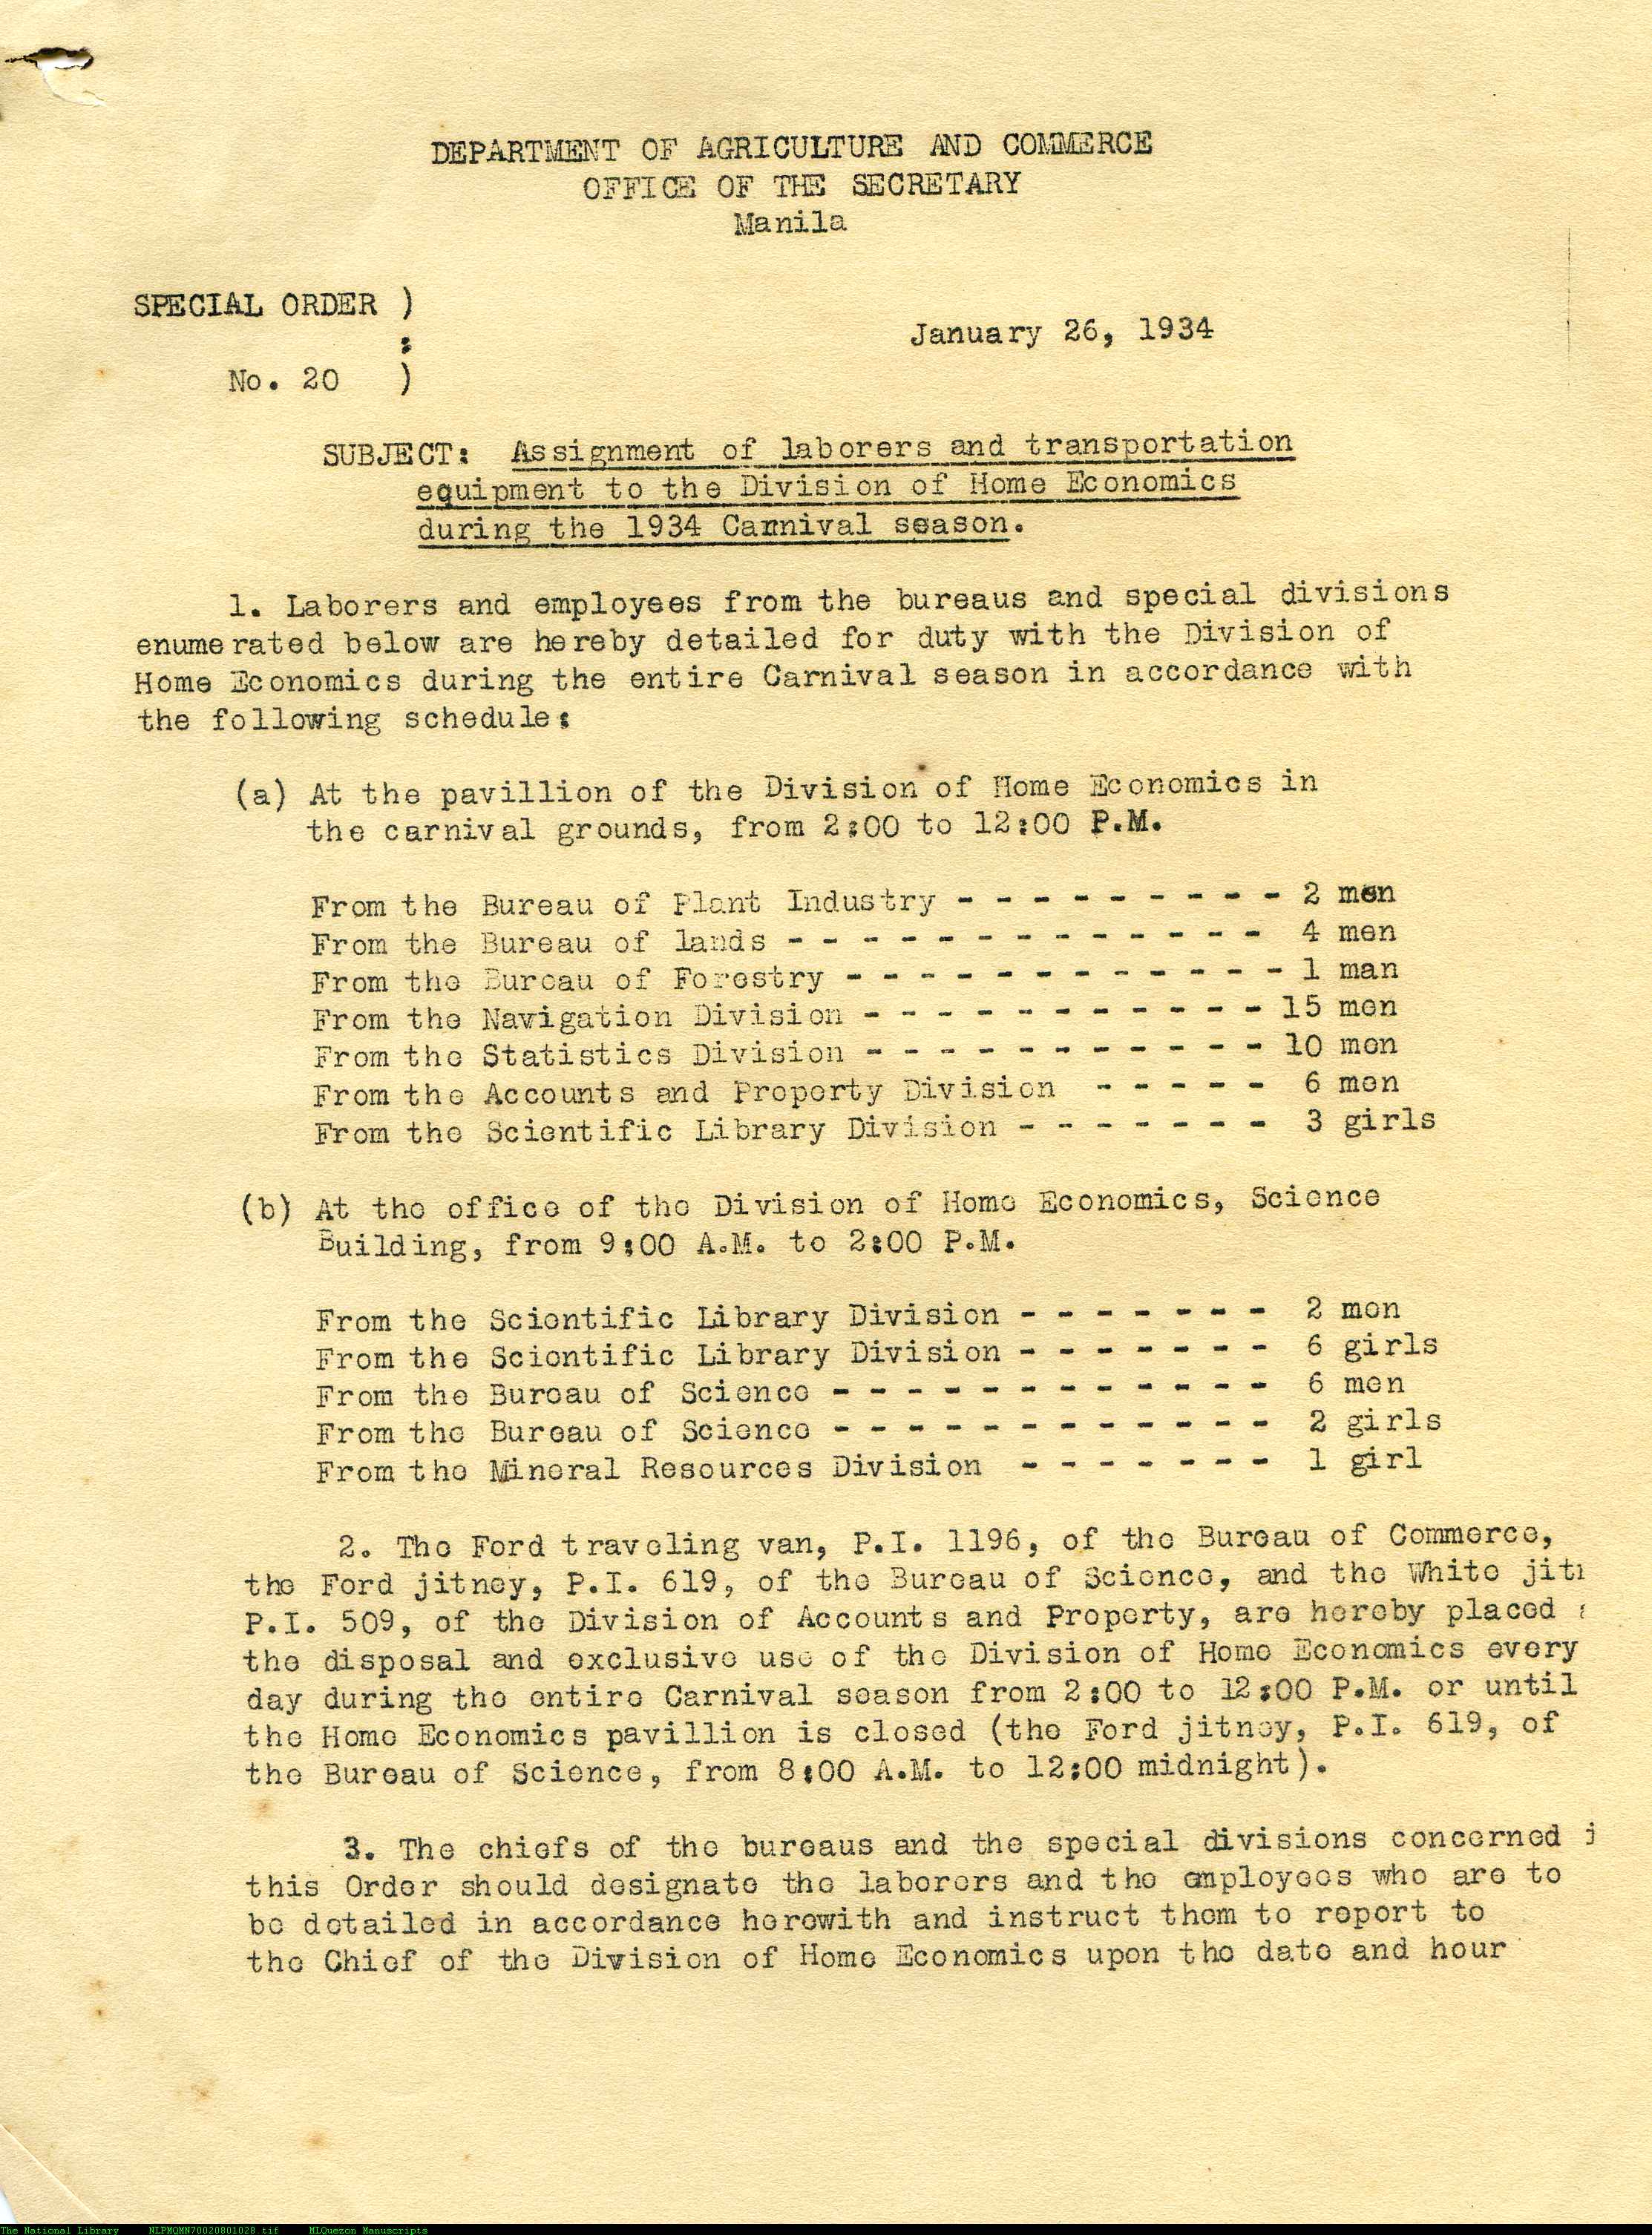 DEPARTMENT OF AGRICULTURE AND COMMERCE
OFFICE OF THE SECRETARY
Manila
SPECIAL ORDER )
:
No. 20 )
January 26, 1934
SUBJECT: Assignment of laborers and transportation
equipment to the Division of Home Economics
during the 1934 Carnival season.
1. Laborers and employees from the bureaus and special divisions
enumerated below are hereby detailed for duty with the Division of
Home Economics during the entire Carnival season in accordance with
the following schedule:
(a) At the pavillion of the Division of Home Economics in
the carnival grounds, from 2:00 to 12:00 P.M.
From the Bureau of Plant Industry - - - - - - - - - 2 men
From the Bureau of lands - - - - - - - - - - - - - 4 men
From the Bureau of Forestry - - - - - - - - - - - - 1 man
From the Navigation Division - - - - - - - - - - - 15 men
From the Statistics Division - - - - - - - - - - - 10 men
From the Accounts and Property Division - - - - - 6 men
From the Scientific Library Division - - - - - - - 3 girls
(b) At the office of the Division of Home Economics, Science
Building, from 9:00 A.M. to 2:00 P.M.
From the Scientific Library Division - - - - - - - 2 men
From the Scientific Library Division - - - - - - - 6 girls
From the Bureau of Science - - - - - - - - - - - - 6 men
From the Bureau of Science - - - - - - - - - - - - 2 girls
From the Mineral Resources Division - - - - - - - 1 girl
2. The Ford traveling van, P.I. 1196, of the Bureau of Commerce,
the Ford jitney, P.I. 619, of the Bureau of Science, and the White
P.I. 509, of the Division of Accounts and Property, are hereby placed
the disposal and exclusive use of the Division of Home Economics every
day during the entire Carnival season from 2:00 to 12:00 P.M. or until
the Home Economics pavillion is closed (the Ford jitney, P.I. 619, of
the Bureau of Science, from 8:00 A.M. to 12:00 midnight).
3. The chiefs of the bureaus and the special divisions concerned
this Order should designate the laborers and the employees who are to
be detailed in accordance herewith and instruct them to report to
the Chief of the Division of Home Economics upon the date and hour
The National Library NLPMQMN70020801028.tif MLQuezon Manuscripts